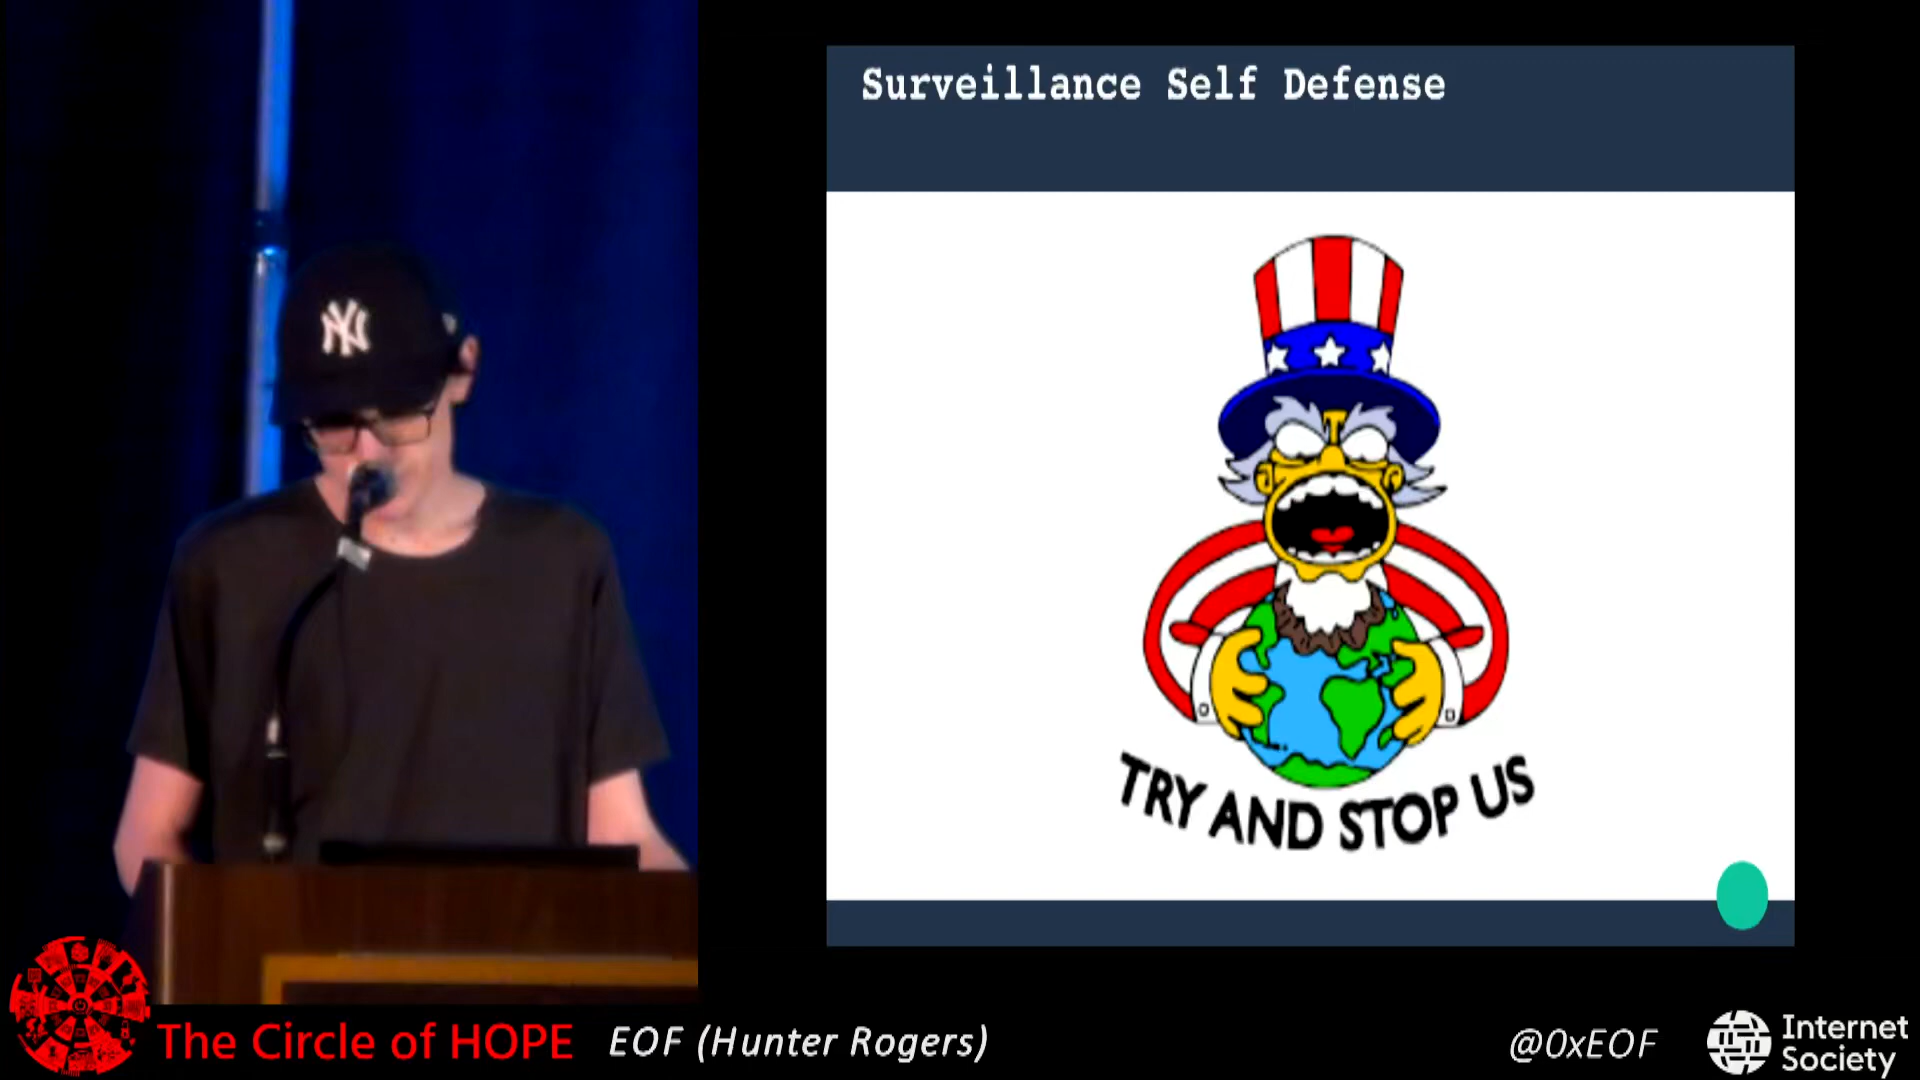 Surveillance Self Defense
NY
TRY AND STOP US
The Circle of HOPE
EOF (Hunter Rogers)
@0xEOF
Internet
Society